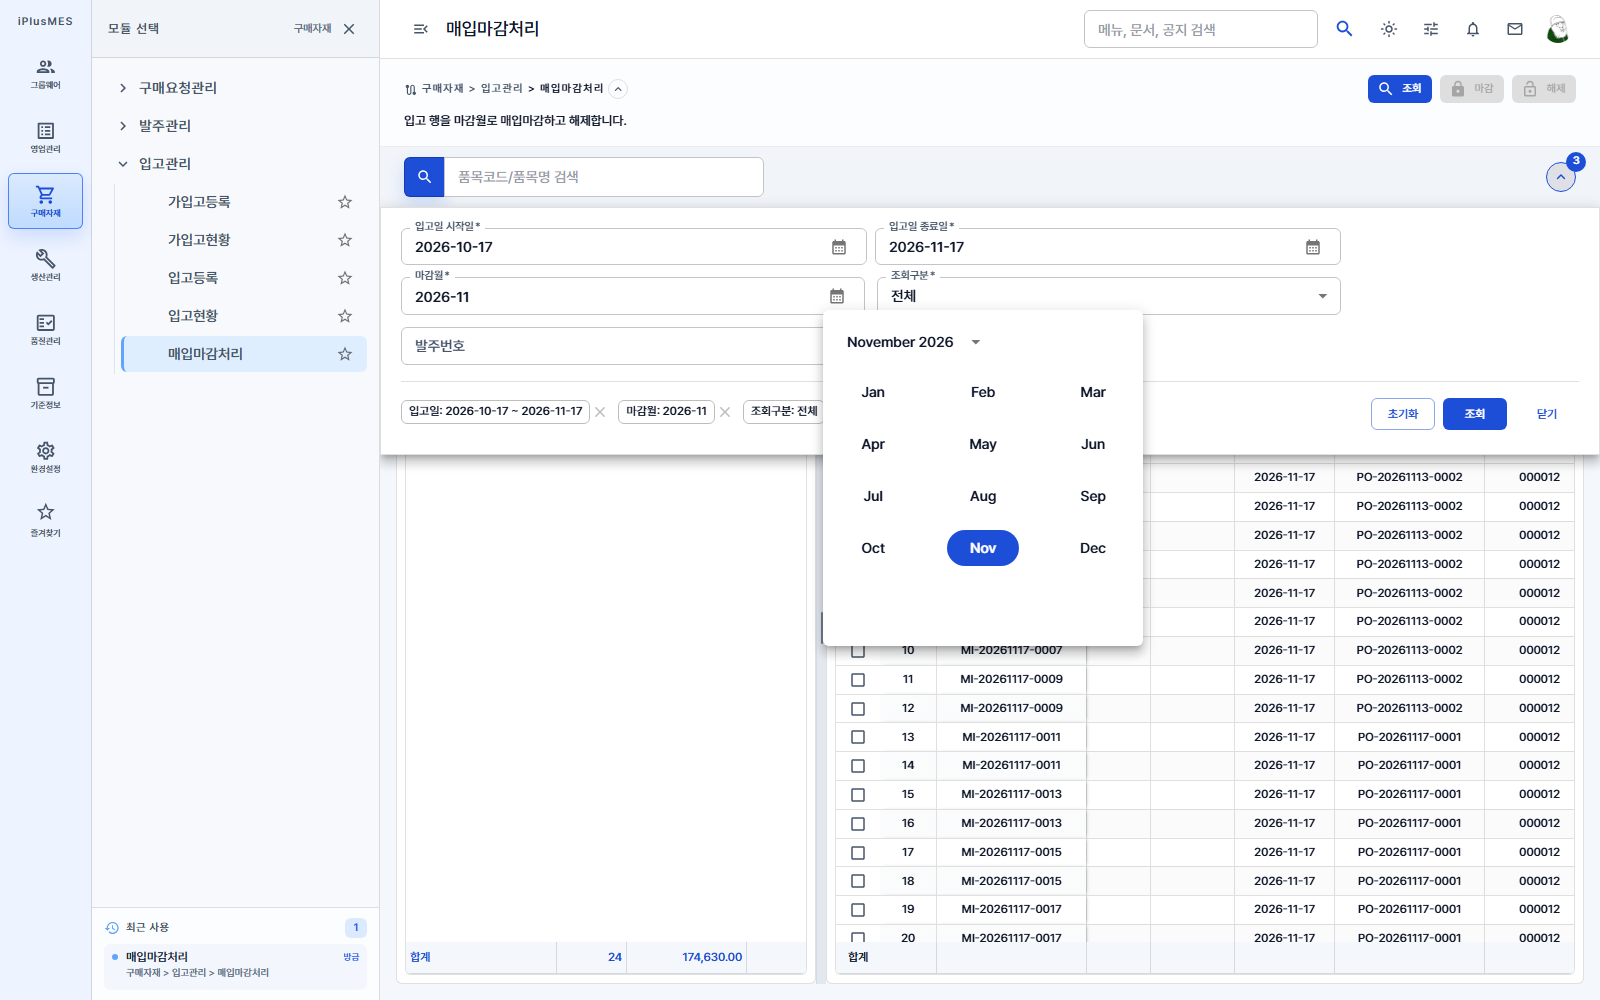 iPlusMES
그룹웨어
영업관리
구매자재
생산관리
품질관리
기준정보
환경설정
즐겨찾기
모듈 선택
구매자재
구매요청관리
발주관리
입고관리
가입고등록
가입고현황
입고등록
입고현황
매입마감처리
최근 사용
1
매입마감처리
방금
구매자재 > 입고관리 > 매입마감처리
매입마감처리
메뉴, 문서, 공지 검색
구매자재 > 입고관리 > 매입마감처리
조회
마감
해제
입고 행을 마감월로 매입마감하고 해제합니다.
품목코드/품목명 검색
3
입고일 시작일 *
2026-10-17
입고일 종료일 *
2026-11-17
마감월 *
2026-11
조회구분 *
전체
발주번호
입고일: 2026-10-17 ~ 2026-11-17
마감월: 2026-11
조회구분: 전체
초기화
조회
닫기
November 2026
Jan Feb Mar
Apr May Jun
Jul Aug Sep
Oct Nov Dec
2026-11-17 PO-20261113-0002 000012
2026-11-17 PO-20261113-0002 000012
2026-11-17 PO-20261113-0002 000012
2026-11-17 PO-20261113-0002 000012
2026-11-17 PO-20261113-0002 000012
2026-11-17 PO-20261113-0002 000012
10 MI-20261117-0007 2026-11-17 PO-20261113-0002 000012
11 MI-20261117-0009 2026-11-17 PO-20261113-0002 000012
12 MI-20261117-0009 2026-11-17 PO-20261113-0002 000012
13 MI-20261117-0011 2026-11-17 PO-20261117-0001 000012
14 MI-20261117-0011 2026-11-17 PO-20261117-0001 000012
15 MI-20261117-0013 2026-11-17 PO-20261117-0001 000012
16 MI-20261117-0013 2026-11-17 PO-20261117-0001 000012
17 MI-20261117-0015 2026-11-17 PO-20261117-0001 000012
18 MI-20261117-0015 2026-11-17 PO-20261117-0001 000012
19 MI-20261117-0017 2026-11-17 PO-20261117-0001 000012
20 MI-20261117-0017 2026-11-17 PO-20261117-0001 000012
합계 24 174,630.00
합계